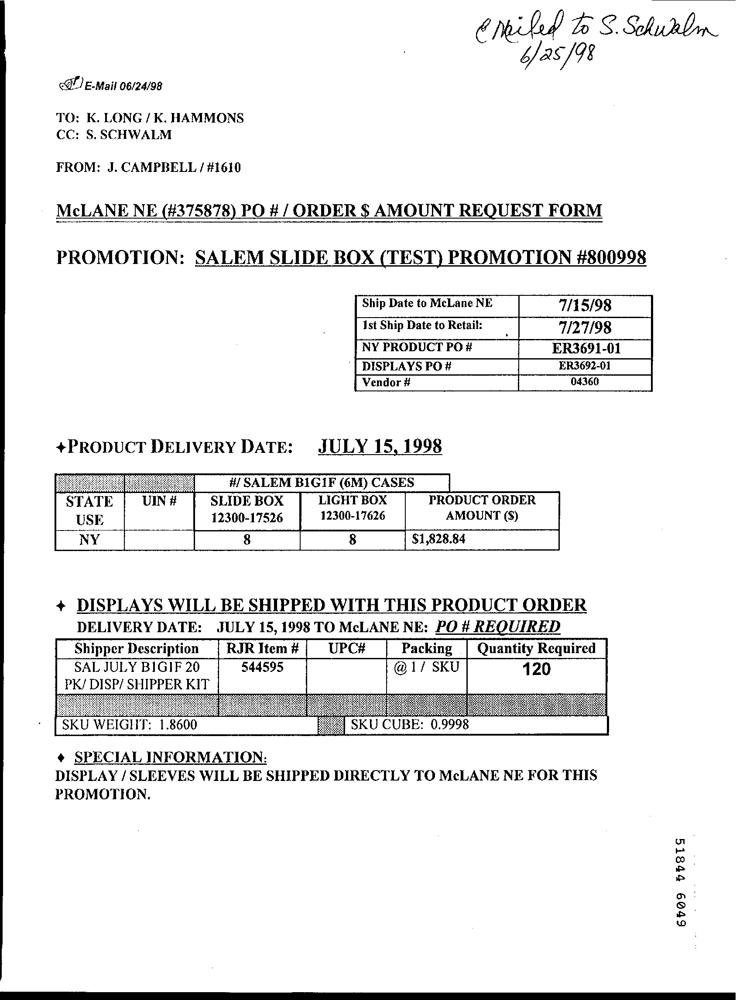 emailed to S. Schwalm
6/25/98
E-Mail 06/24/98
TO: K. LONG / K. HAMMONS
CC: S. SCHWALM
FROM: J. CAMPBELL / #1610
McLANE NE (#375878) PO # / ORDER $ AMOUNT REQUEST FORM
PROMOTION: SALEM SLIDE BOX (TEST) PROMOTION #800998
Ship Date to McLane NE 7/15/98
1st Ship Date to Retail: 7/27/98
NY PRODUCT PO # ER3691-01
DISPLAYS PO # ER3692-01
Vendor # 04360
+PRODUCT DELIVERY DATE: JULY 15, 1998
#/ SALEM B1G1F (6M) CASES
STATE UIN # SLIDE BOX LIGHT BOX PRODUCT ORDER
USE 12300-17526 12300-17626 AMOUNT ($)
NY 8 8 $1,828.84
+ DISPLAYS WILL BE SHIPPED WITH THIS PRODUCT ORDER
DELIVERY DATE: JULY 15, 1998 TO McLANE NE: PO # REQUIRED
Shipper Description RJR Item # UPC# Packing Quantity Required
SAL JULY B1G1F 20 544595 @ 1 / SKU 120
PK/ DISP/ SHIPPER KIT
SKU WEIGHT: 1.8600 SKU CUBE: 0.9998
♦ SPECIAL INFORMATION:
DISPLAY / SLEEVES WILL BE SHIPPED DIRECTLY TO McLANE NE FOR THIS
PROMOTION.
51844 6049